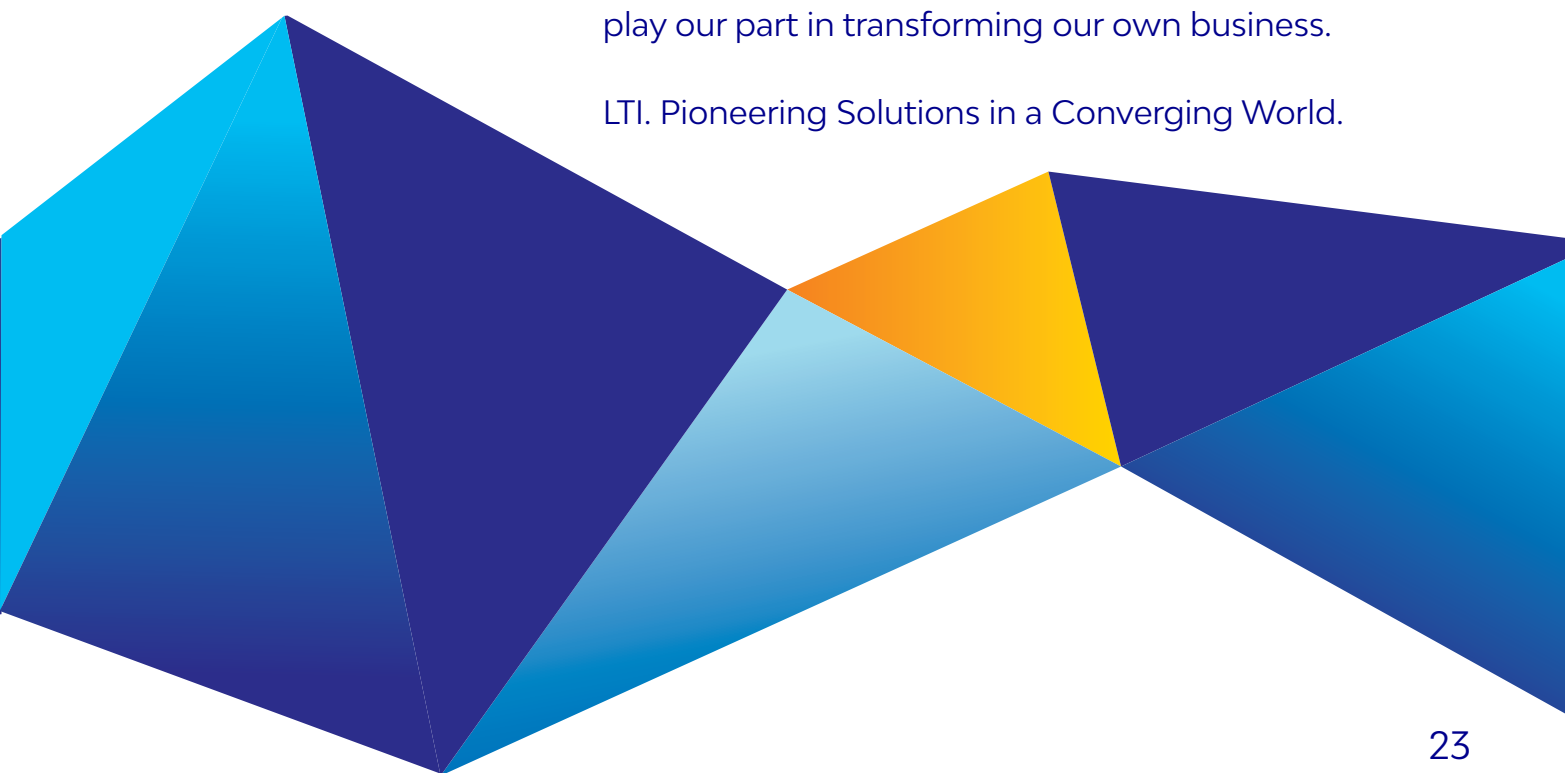 play our part in transforming our own business.
LTI. Pioneering Solutions in a Converging World.
23